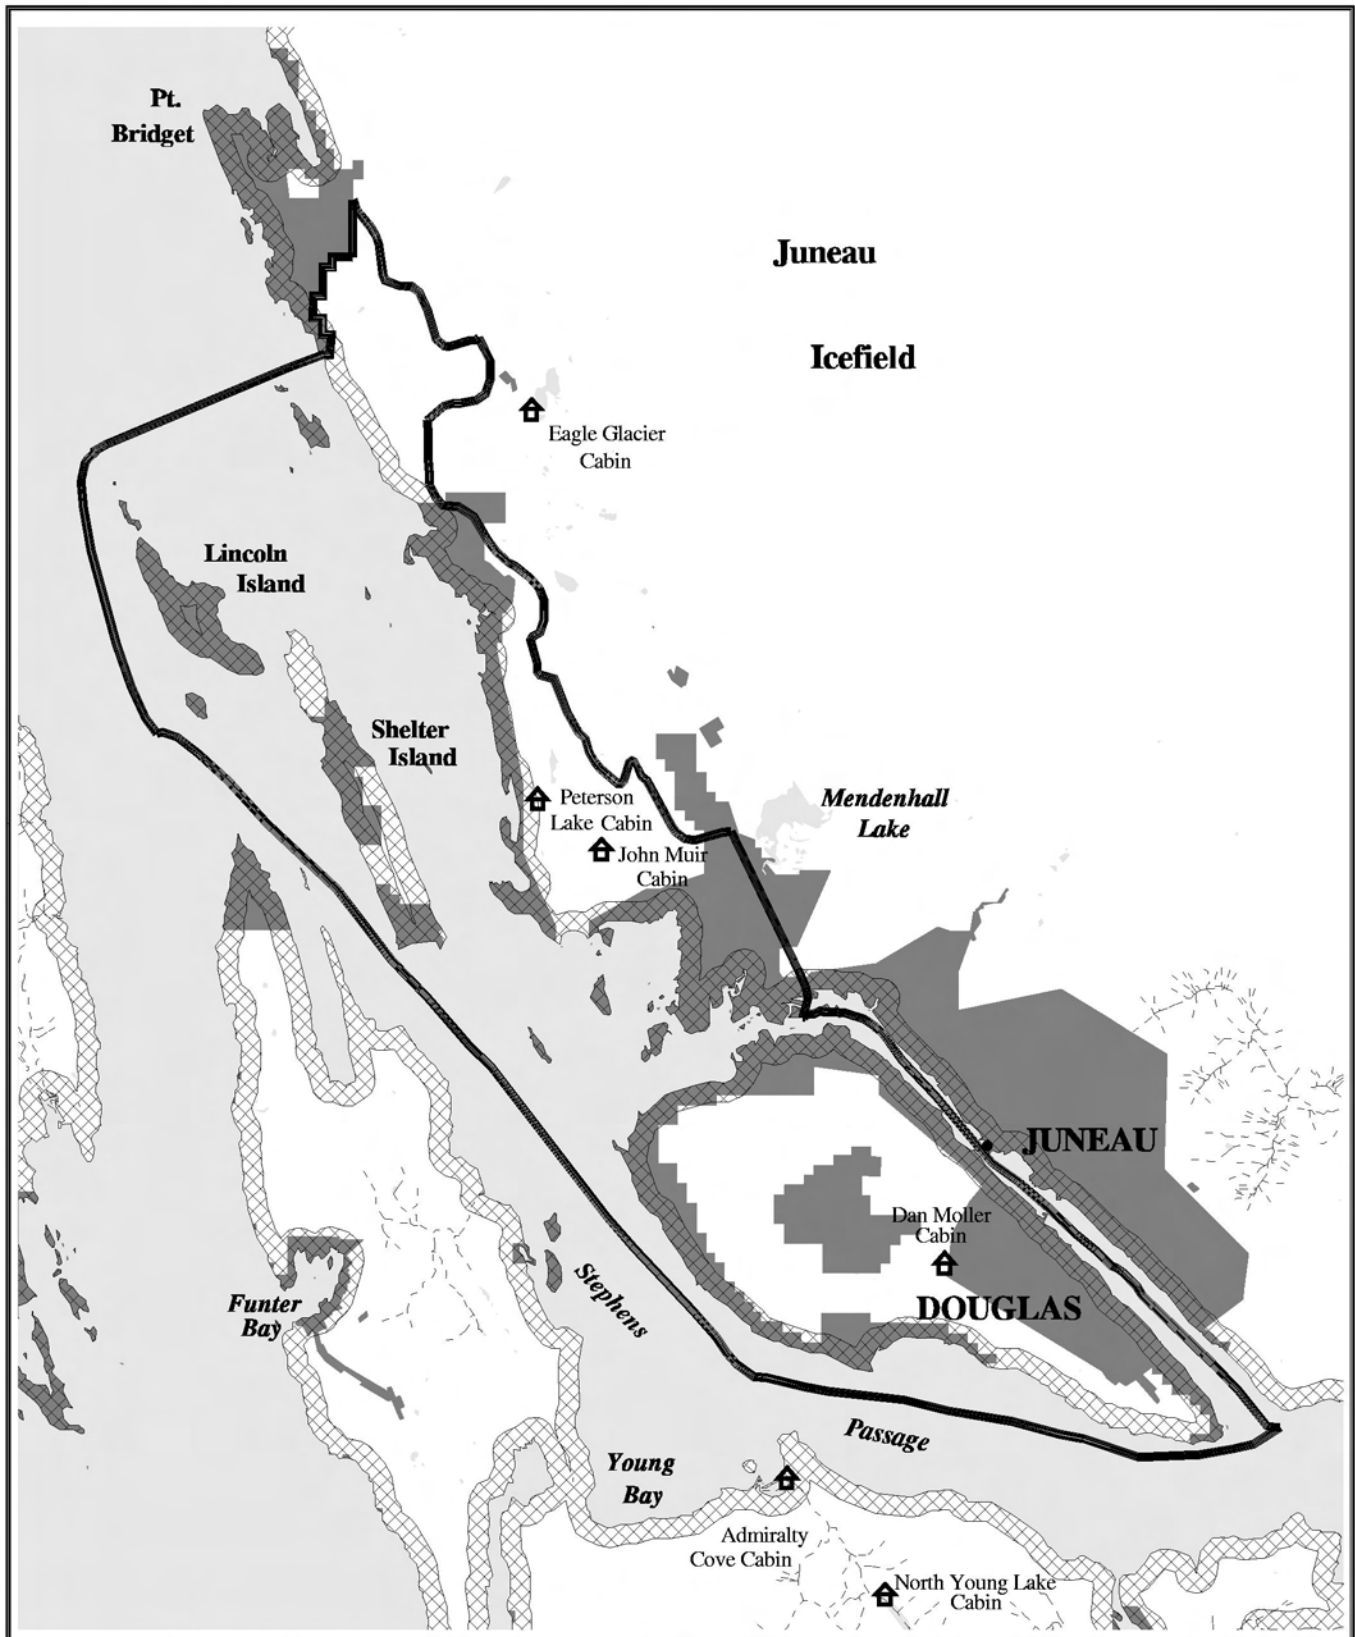 Pt.
Bridget
Juneau
Icefield
Eagle Glacier
Cabin
Lincoln
Island
Shelter
Island
Peterson
Lake Cabin
John Muir
Cabin
Mendenhall
Lake
JUNEAU
Dan Moller
Cabin
DOUGLAS
Stephens
Funter
Bay
Passage
Young
Bay
Admiralty
Cove Cabin
North Young Lake
Cabin